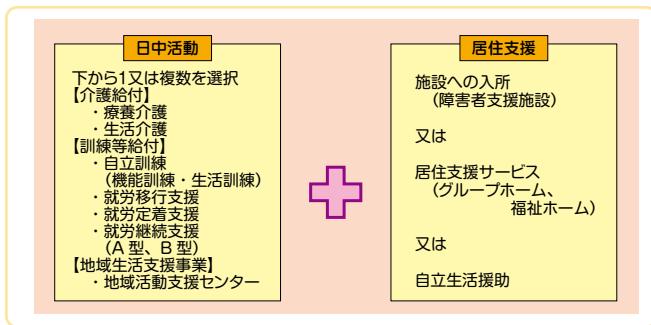 日中活動
下から1又は複数を選択
【介護給付】
・療養介護
・生活介護
【訓練等給付】
・自立訓練
（機能訓練・生活訓練）
・就労移行支援
・就労定着支援
・就労継続支援
（A型、B型）
【地域生活支援事業】
・地域活動支援センター
居住支援
施設への入所
（障害者支援施設）
又は
居住支援サービス
（グループホーム、
福祉ホーム）
又は
自立生活援助